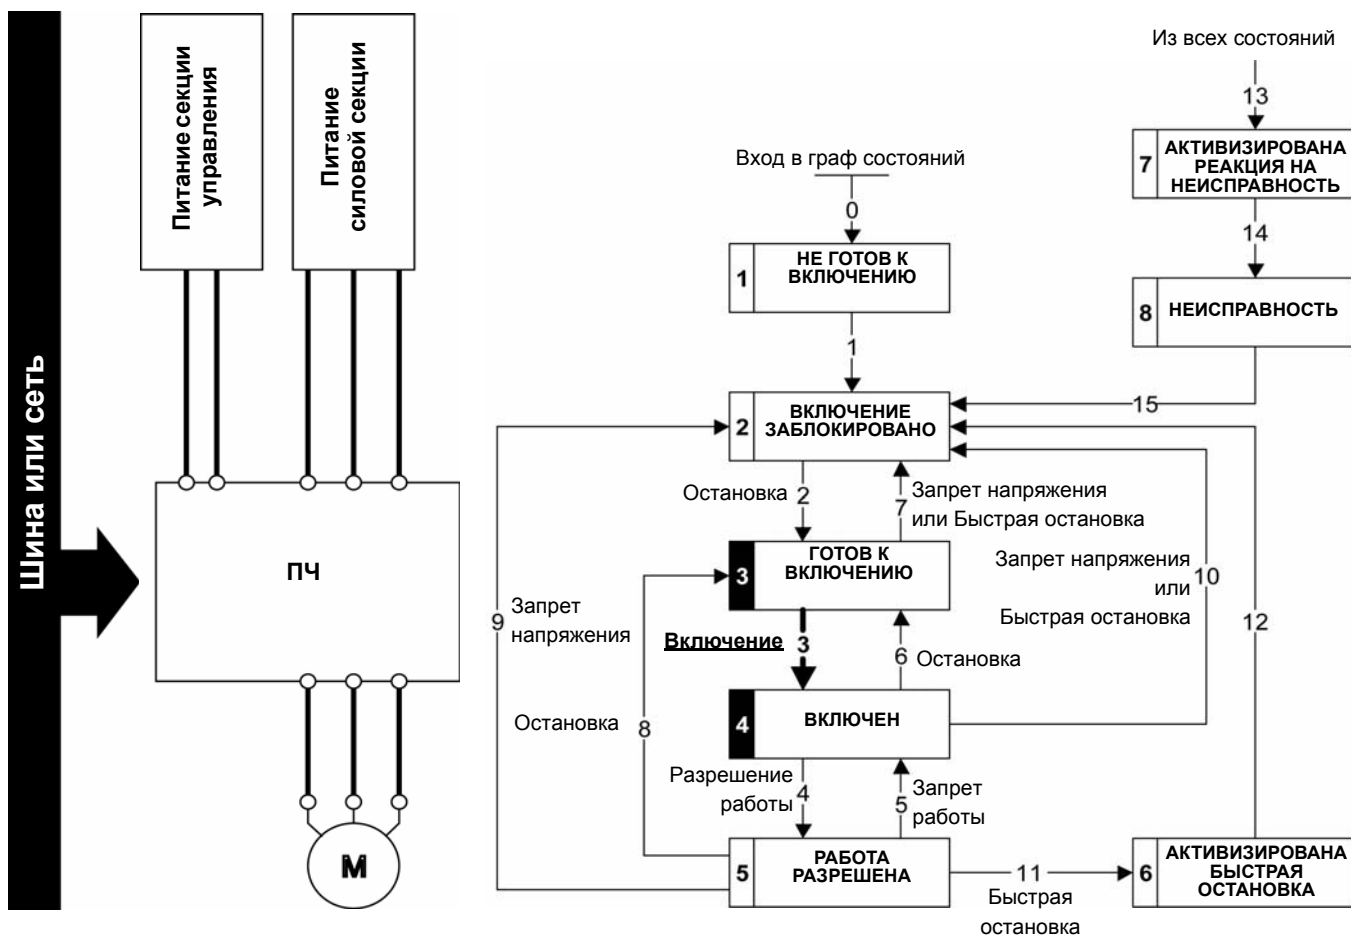 Шина или сеть
Питание секции
управления
Питание
силовой секции
ПЧ
М
Из всех состояний
13
7
АКТИВИЗИРОВАНА
РЕАКЦИЯ НА
НЕИСПРАВНОСТЬ
14
8
НЕИСПРАВНОСТЬ
15
Вход в граф состояний
0
1
НЕ ГОТОВ К
ВКЛЮЧЕНИЮ
1
2
ВКЛЮЧЕНИЕ
ЗАБЛОКИРОВАНО
Остановка
2
7
Запрет напряжения
или Быстрая остановка
3
ГОТОВ К
ВКЛЮЧЕНИЮ
Запрет напряжения
или
Быстрая остановка
10
9
Запрет
напряжения
Включение
3
6
Остановка
12
Остановка
8
4
ВКЛЮЧЕН
Разрешение
работы
4
5
Запрет
работы
5
РАБОТА
РАЗРЕШЕНА
11
Быстрая
остановка
6
АКТИВИЗИРОВАНА
БЫСТРАЯ
ОСТАНОВКА